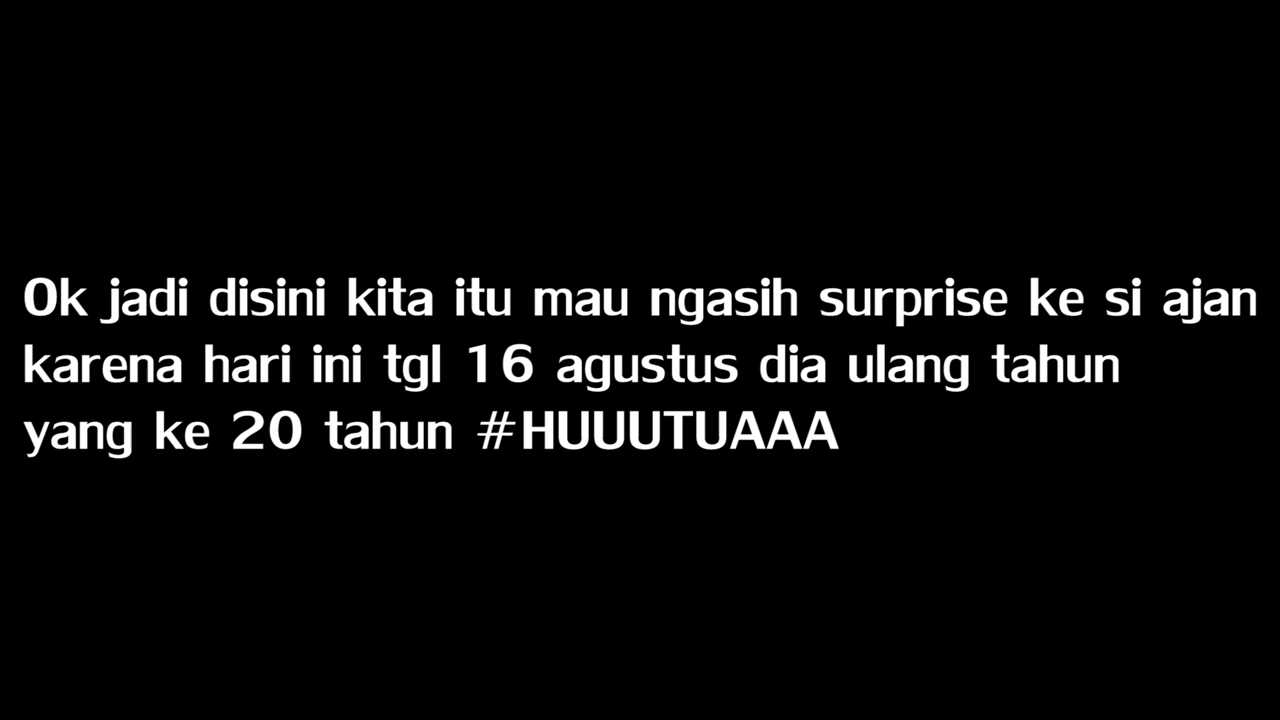 Ok jadi disini kita itu mau ngasih surprise ke si ajan
karena hari ini tgl 16 agustus dia ulang tahun
yang ke 20 tahun #HUUUTUAAA